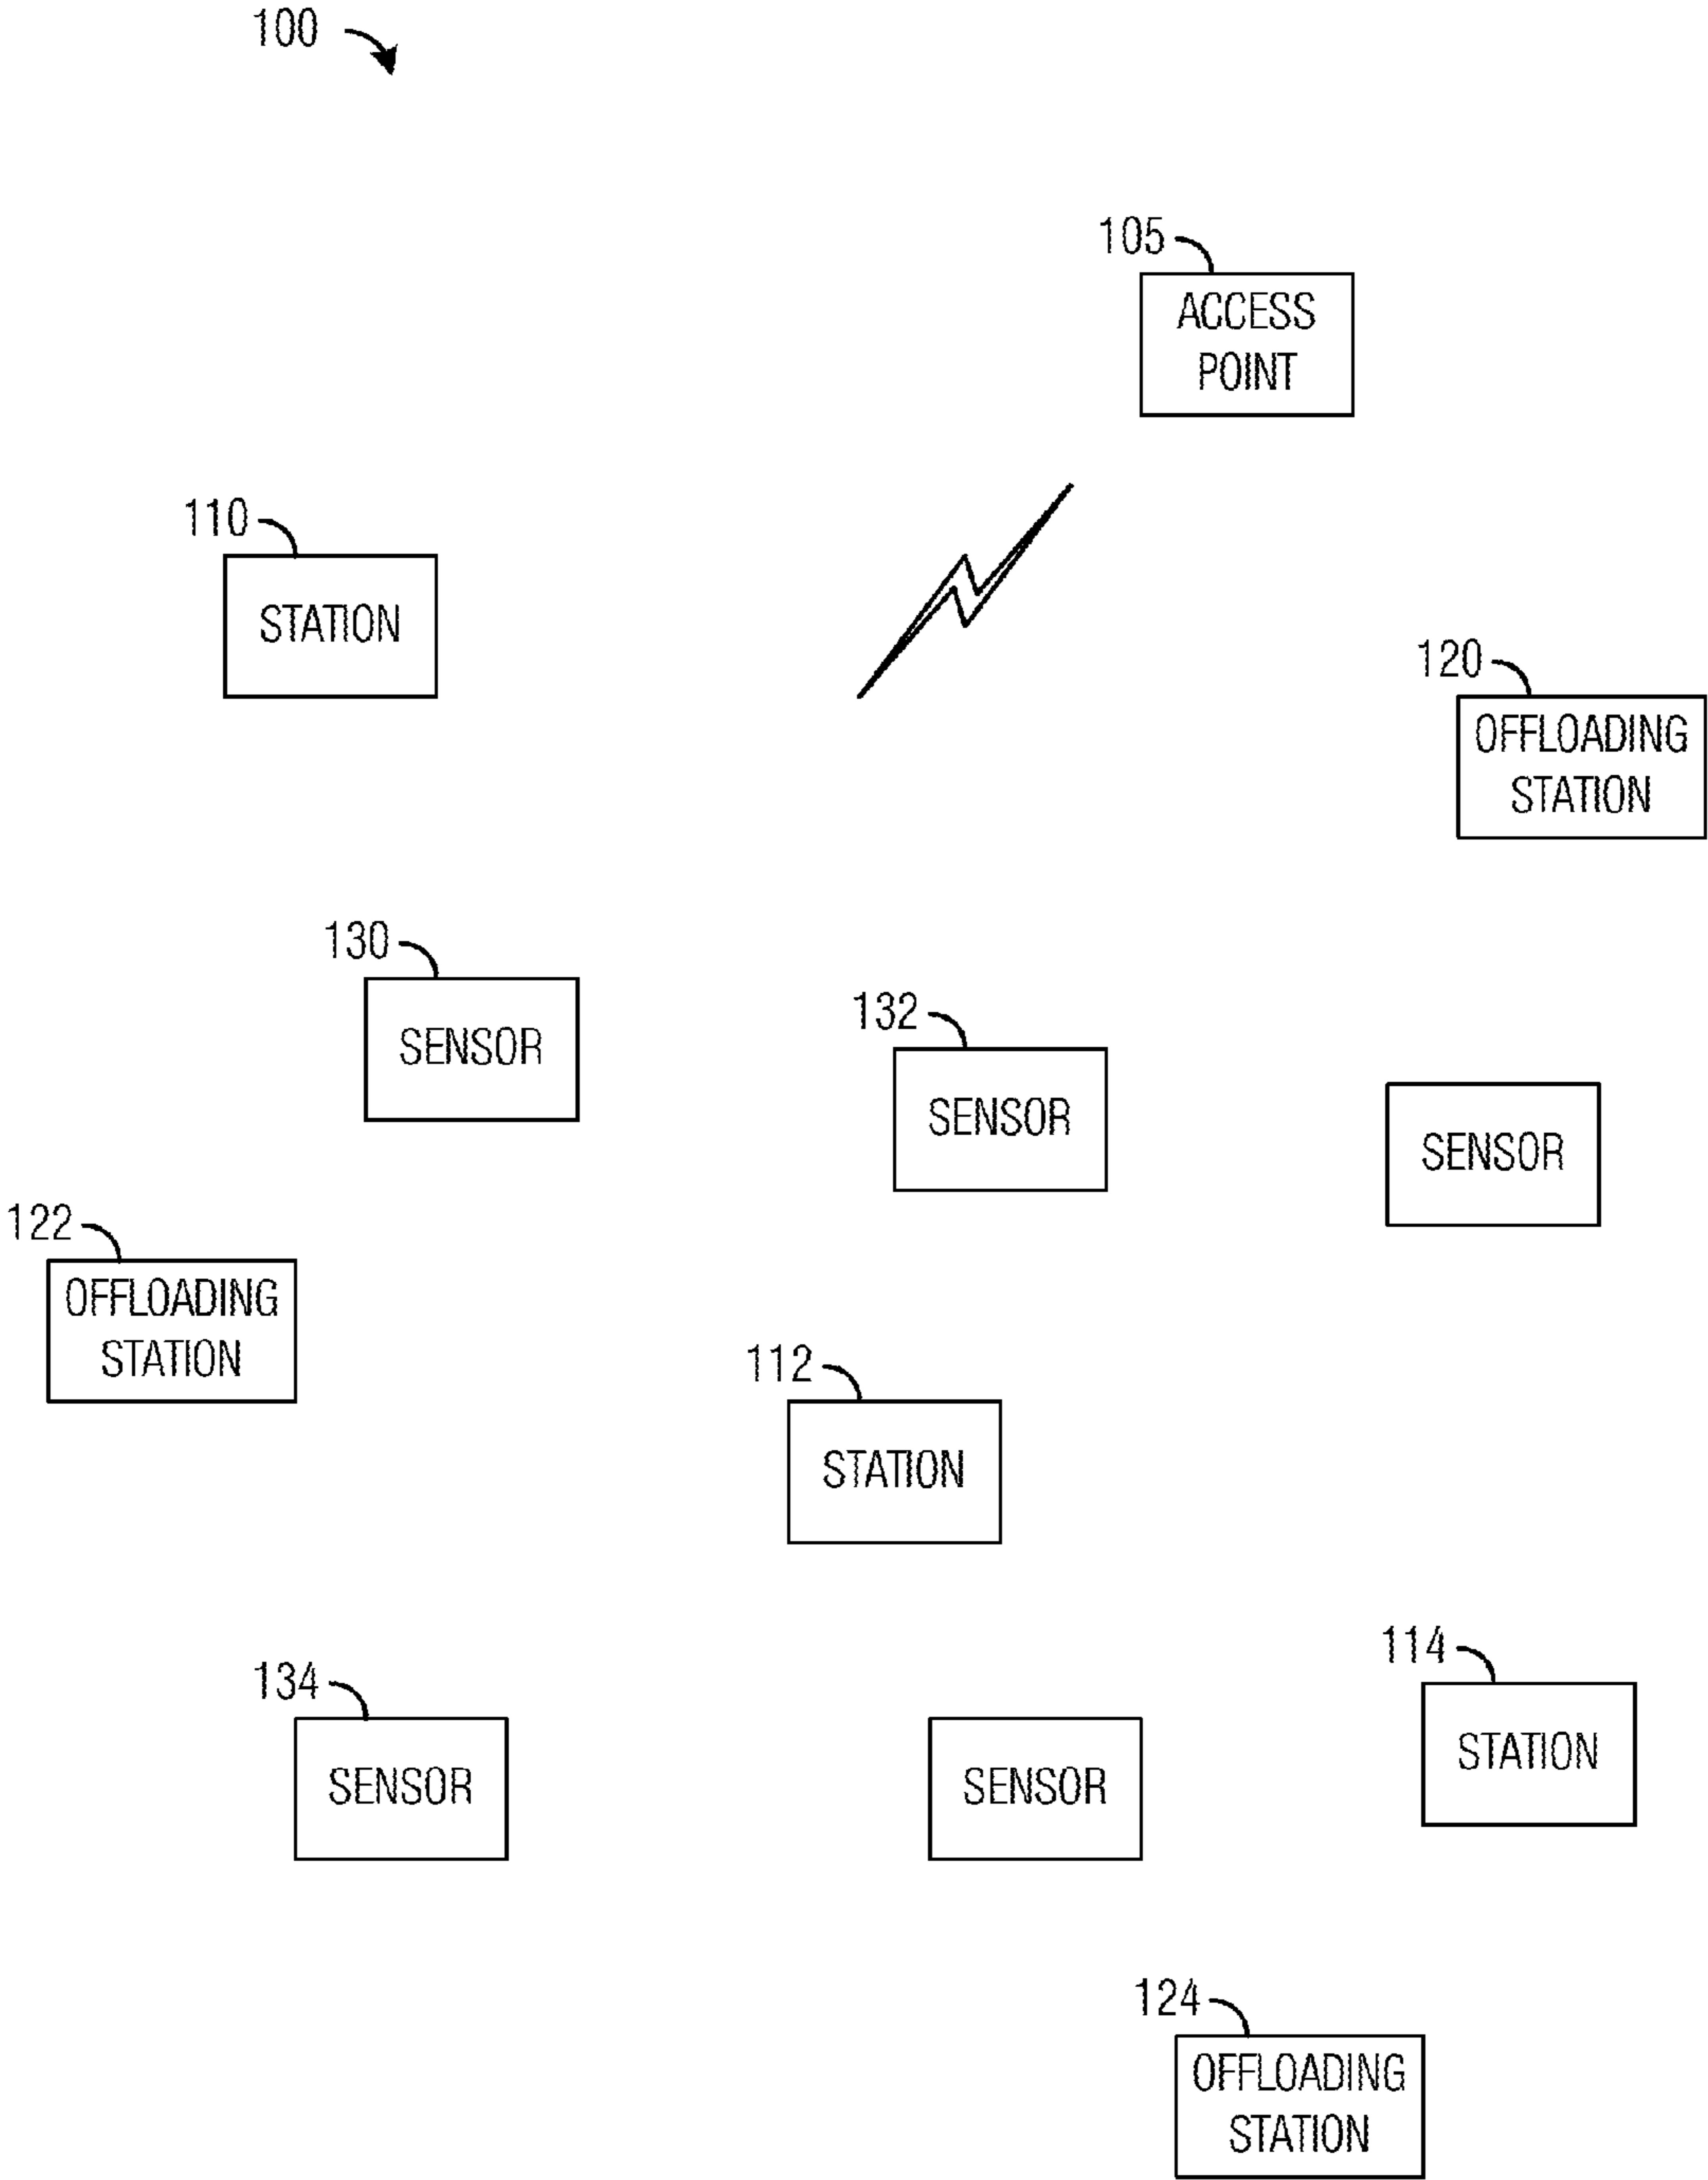 100
105
ACCESS
POINT
110
STATION
120
OFFLOADING
STATION
130
SENSOR
132
SENSOR
SENSOR
122
OFFLOADING
STATION
112
STATION
114
STATION
134
SENSOR
SENSOR
124
OFFLOADING
STATION